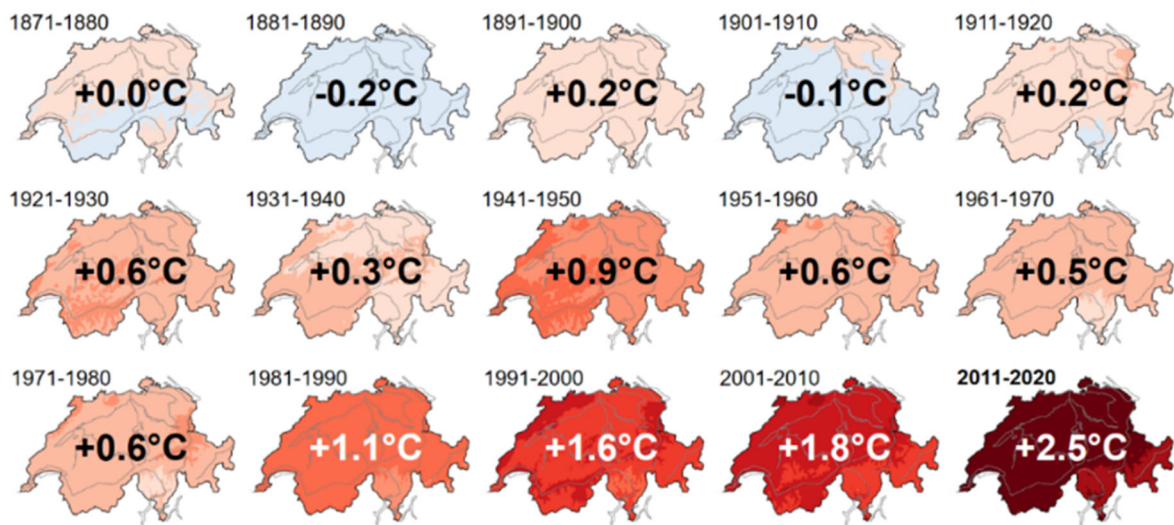 1871-1880 1881-1890 1891-1900 1901-1910 1911-1920
+0.0°C -0.2°C +0.2°C -0.1°C +0.2°C
1921-1930 1931-1940 1941-1950 1951-1960 1961-1970
+0.6°C +0.3°C +0.9°C +0.6°C +0.5°C
1971-1980 1981-1990 1991-2000 2001-2010 2011-2020
+0.6°C +1.1°C +1.6°C +1.8°C +2.5°C